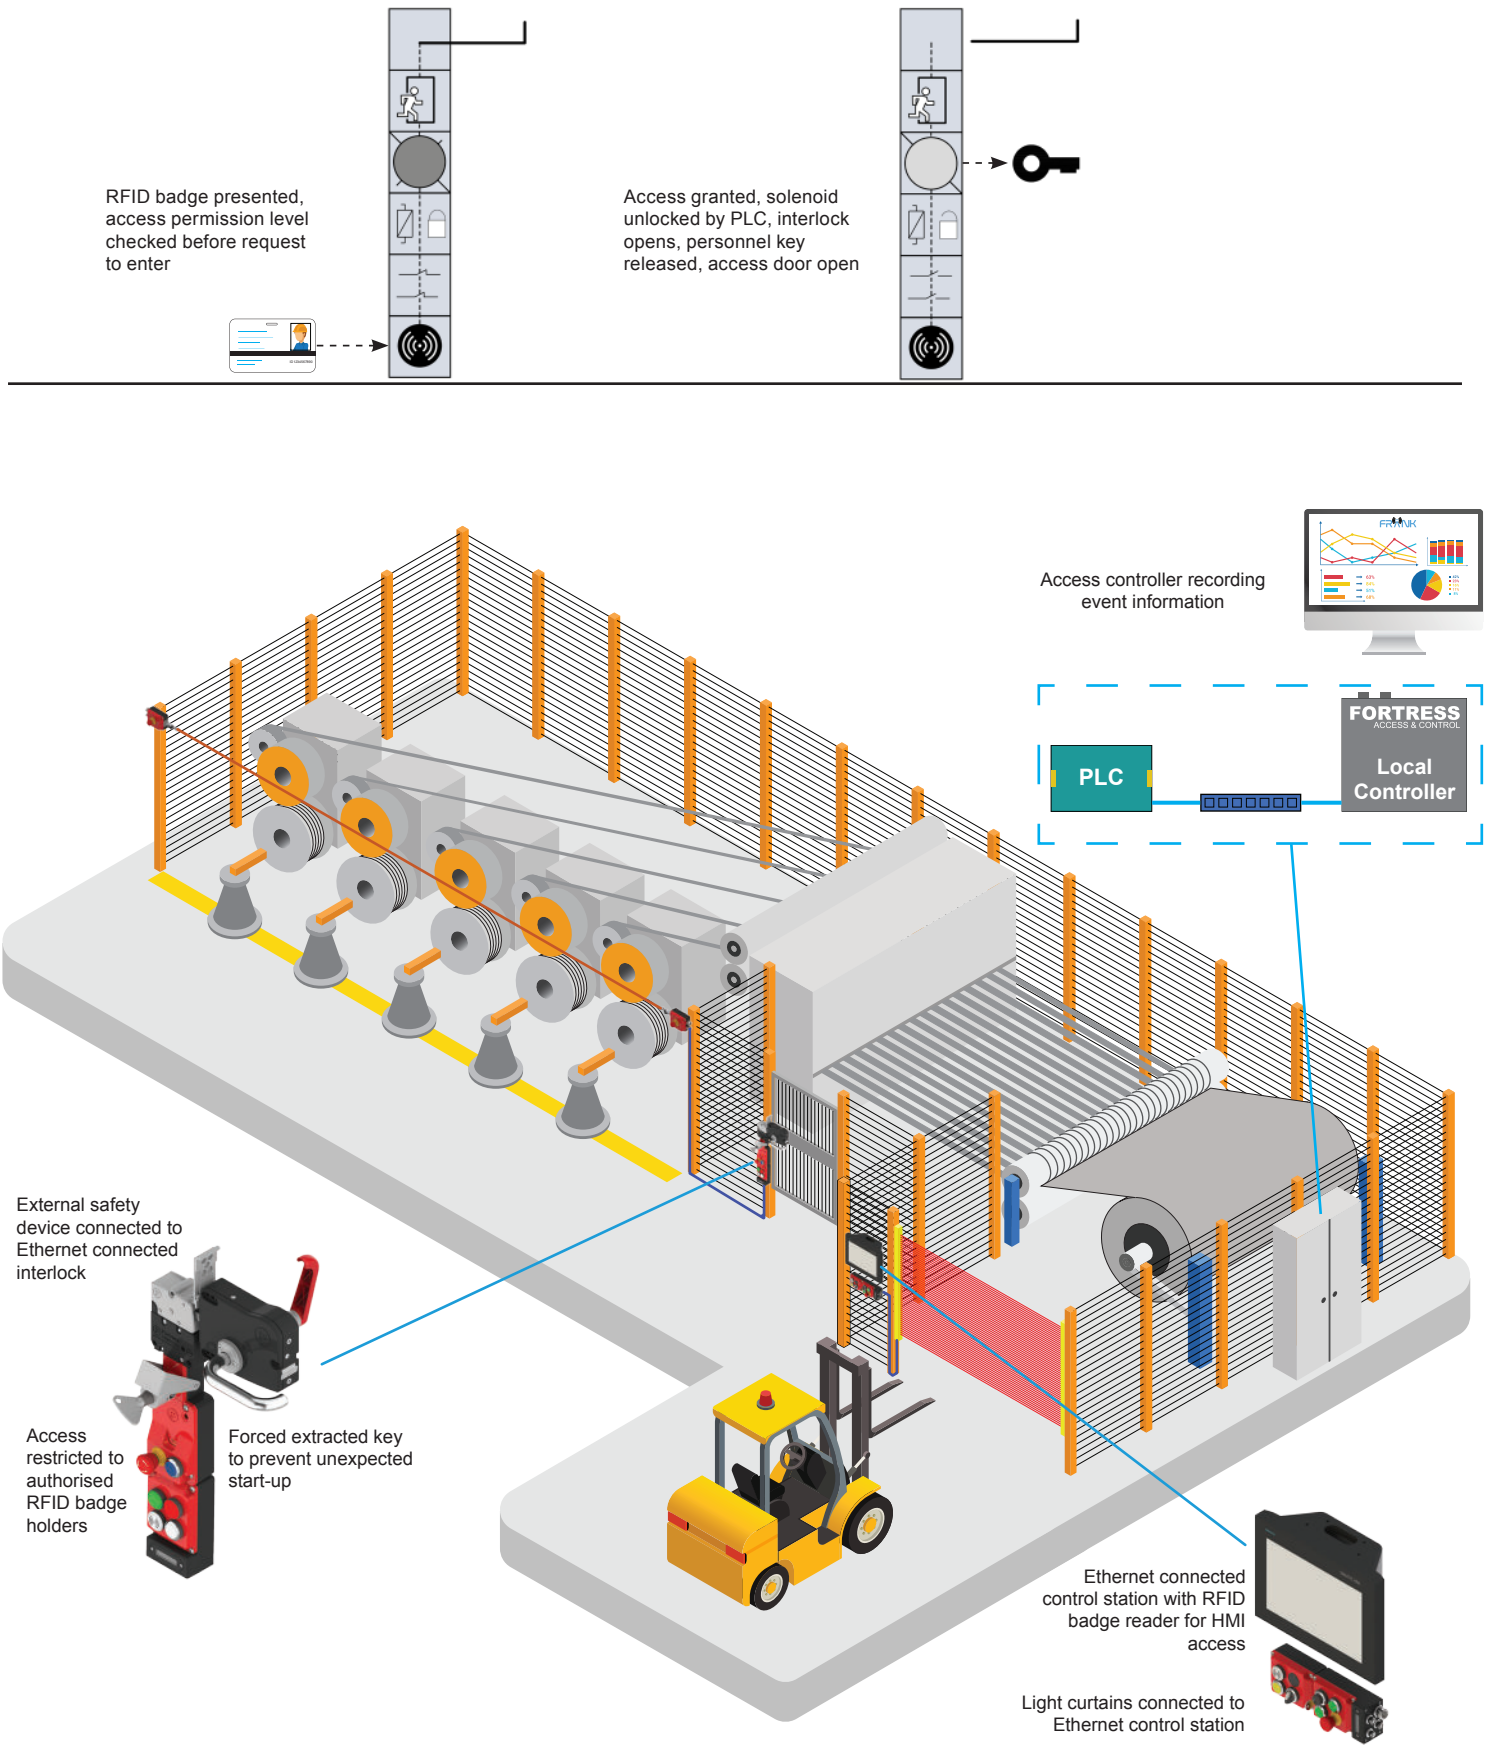 RFID badge presented,
access permission level
checked before request
to enter
Access granted, solenoid
unlocked by PLC, interlock
opens, personnel key
released, access door open
Access controller recording
event information
FRANK
FORTRESS
ACCESS & CONTROL
PLC
Local
Controller
External safety
device connected to
Ethernet connected
interlock
Access
restricted to
authorised
RFID badge
holders
Forced extracted key
to prevent unexpected
start-up
Ethernet connected
control station with RFID
badge reader for HMI
access
Light curtains connected to
Ethernet control station